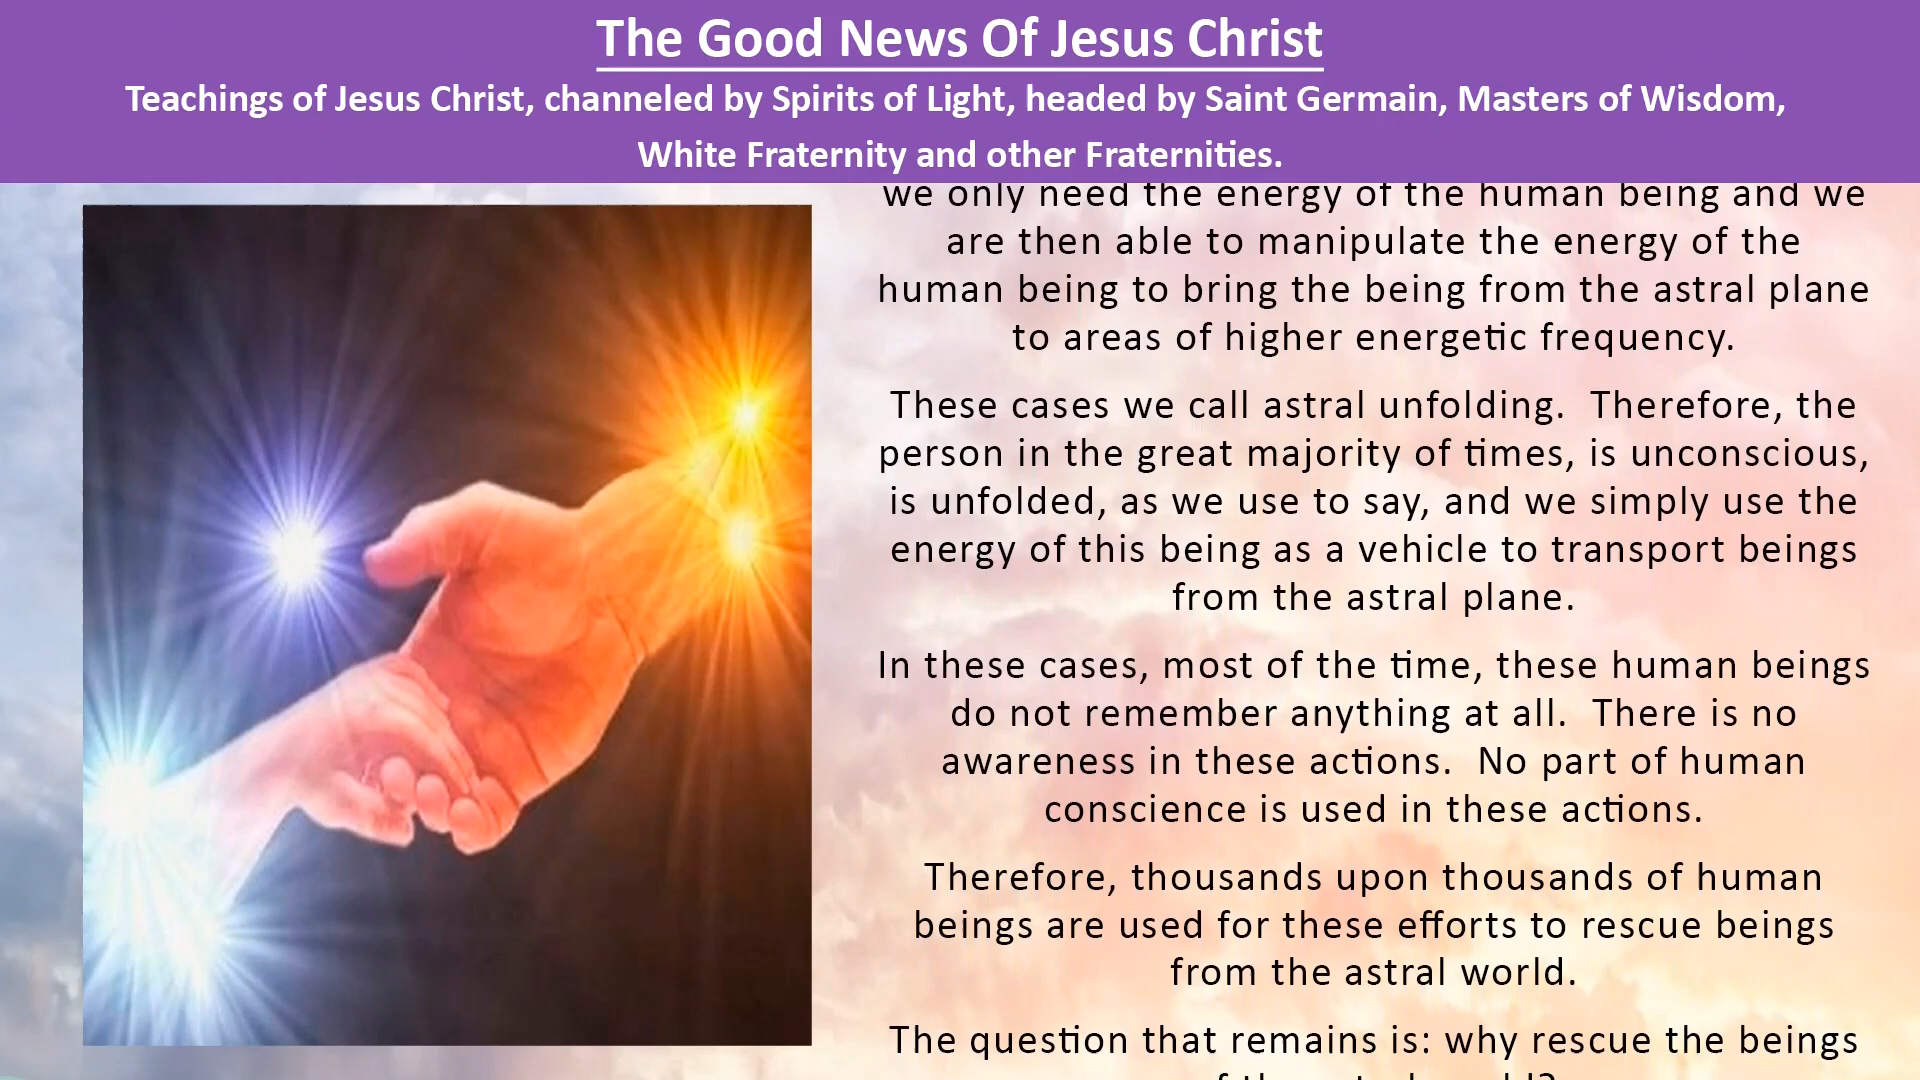 The Good News Of Jesus Christ
Teachings of Jesus Christ, channeled by Spirits of Light, headed by Saint Germain, Masters of Wisdom,
White Fraternity and other Fraternities.
we only need the energy of the human being and we
are then able to manipulate the energy of the
human being to bring the being from the astral plane
to areas of higher energetic frequency.
These cases we call astral unfolding.  Therefore, the
person in the great majority of times, is unconscious,
is unfolded, as we use to say, and we simply use the
energy of this being as a vehicle to transport beings
from the astral plane.
In these cases, most of the time, these human beings
do not remember anything at all.  There is no
awareness in these actions.  No part of human
conscience is used in these actions.
Therefore, thousands upon thousands of human
beings are used for these efforts to rescue beings
from the astral world.
The question that remains is: why rescue the beings